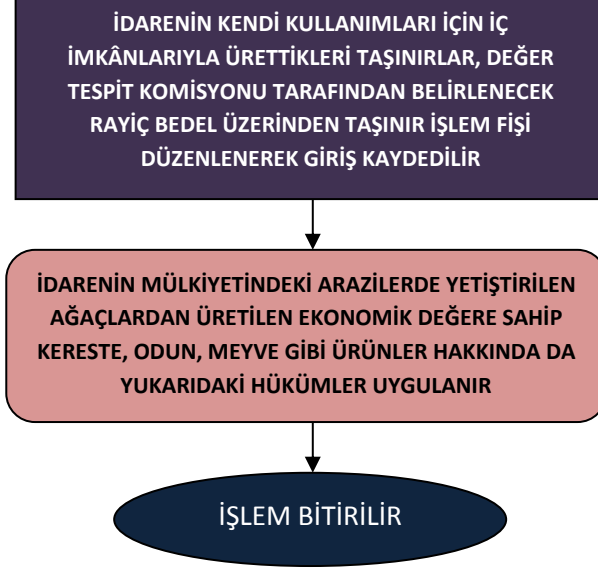 İDARENİN KENDİ KULLANIMLARI İÇİN İÇ
İMKÂNLARIYLA ÜRETTİKLERİ TAŞINIRLAR, DEĞER
TESPİT KOMİSYONU TARAFINDAN BELİRLENECEK
RAYİÇ BEDEL ÜZERİNDEN TAŞINIR İŞLEM FİŞİ
DÜZENLENEREK GİRİŞ KAYDEDİLİR
İDARENİN MÜLKİYETİNDEKİ ARAZİLERDE YETİŞTİRİLEN
AĞAÇLARDAN ÜRETİLEN EKONOMİK DEĞERE SAHİP
KERESTE, ODUN, MEYVE GİBİ ÜRÜNLER HAKKINDA DA
YUKARIDAKİ HÜKÜMLER UYGULANIR
İŞLEM BİTİRİLİR